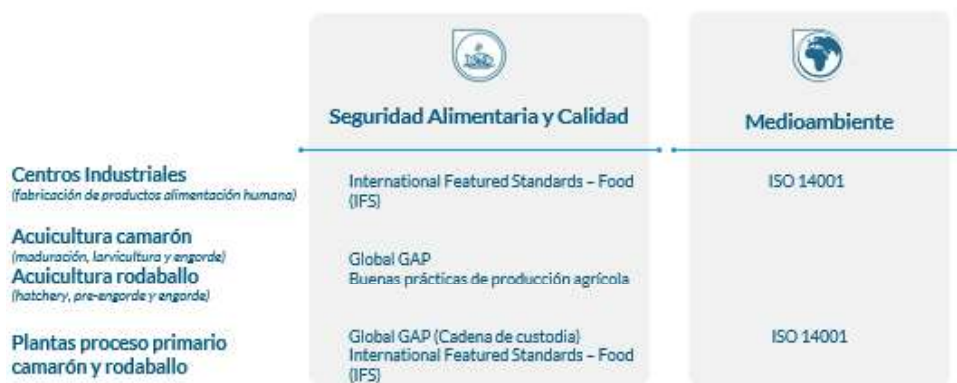 Seguridad Alimentaria y Calidad
Medioambiente
Centros Industriales
(fabricación de productos alimentación humana)
International Featured Standards – Food
(IFS)
ISO 14001
Acuicultura camarón
(maduración, larvicultura y engorde)
Acuicultura rodaballo
(hatchery, pre-engorde y engorde)
Global GAP
Buenas prácticas de producción agrícola
Plantas proceso primario
camarón y rodaballo
Global GAP (Cadena de custodia)
International Featured Standards – Food
(IFS)
ISO 14001